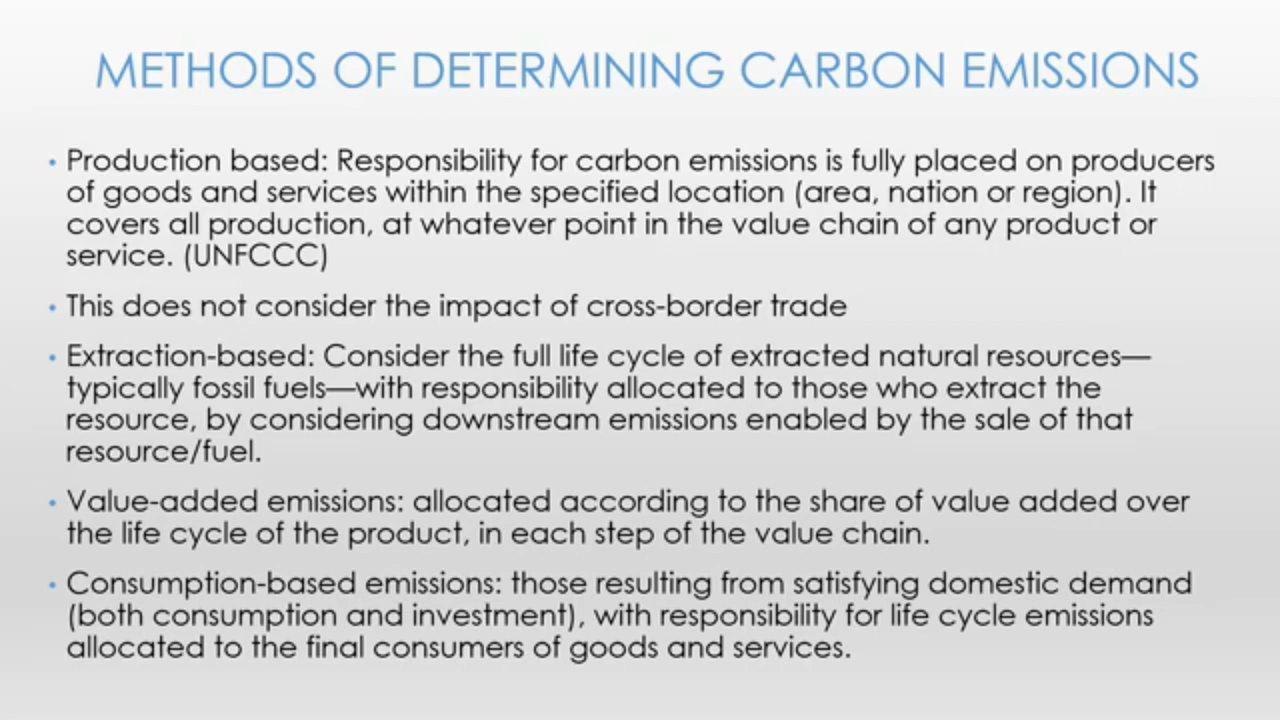 METHODS OF DETERMINING CARBON EMISSIONS
• Production based: Responsibility for carbon emissions is fully placed on producers
of goods and services within the specified location (area, nation or region). It
covers all production, at whatever point in the value chain of any product or
service. (UNFCCC)
• This does not consider the impact of cross-border trade
• Extraction-based: Consider the full life cycle of extracted natural resources—
typically fossil fuels—with responsibility allocated to those who extract the
resource, by considering downstream emissions enabled by the sale of that
resource/fuel.
• Value-added emissions: allocated according to the share of value added over
the life cycle of the product, in each step of the value chain.
• Consumption-based emissions: those resulting from satisfying domestic demand
(both consumption and investment), with responsibility for life cycle emissions
allocated to the final consumers of goods and services.